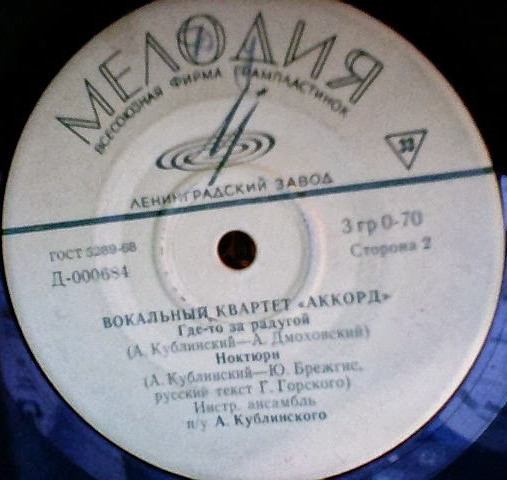 МЕЛОДИЯ
ВСЕСОЮЗНАЯ ФИРМА ГРАМПЛАСТИНОК
33
ЛЕНИНГРАДСКИЙ ЗАВОД
ГОСТ 5289-68
3 гр 0-70
Д-000684
Сторона 2
ВОКАЛЬНЫЙ КВАРТЕТ «АККОРД»
Где-то за радугой
(А. Кублинский—А. Дмоховский)
Ноктюрн
(А. Кублинский—Ю. Брежгис,
русский текст Г. Горского)
Инстр. ансамбль
п/у А. Кублинского